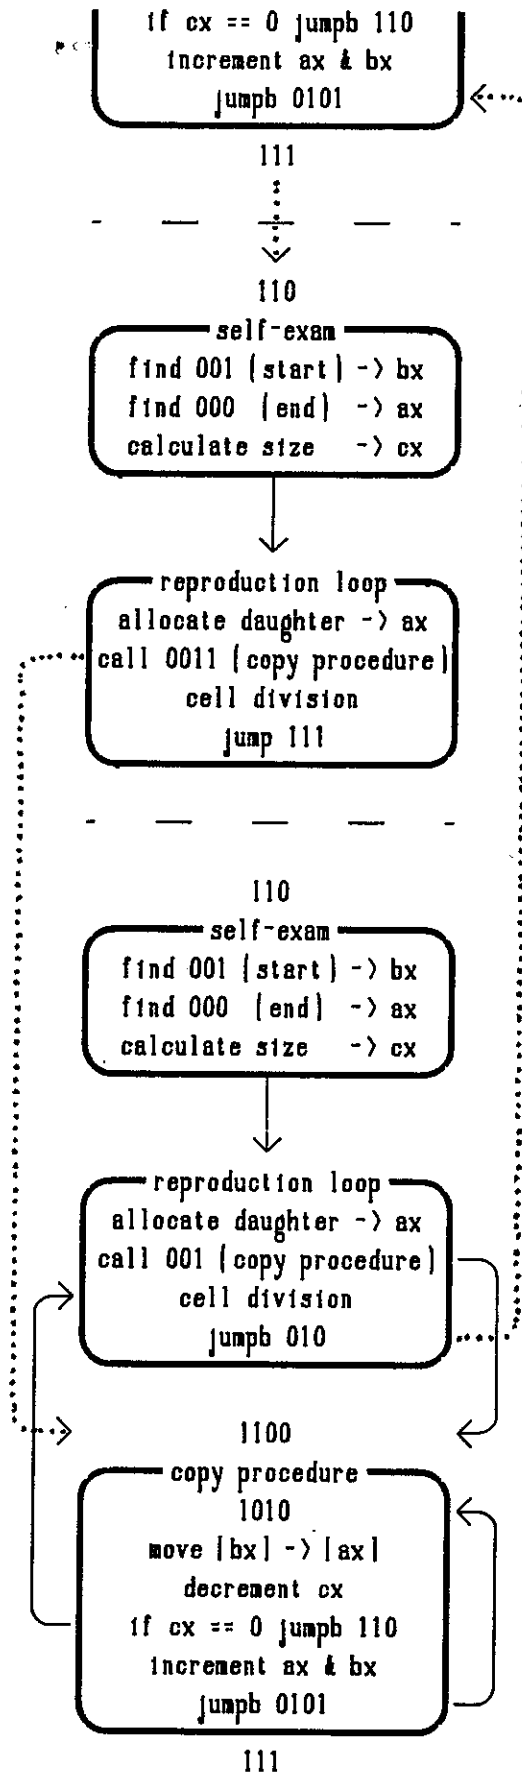 if cx == 0 jumpb 110
increment ax & bx
jumpb 0101
111
110
self-exam
find 001 [start] -> bx
find 000 [end] -> ax
calculate size -> cx
reproduction loop
allocate daughter -> ax
call 0011 (copy procedure)
cell division
jump 111
110
self-exam
find 001 [start] -> bx
find 000 [end] -> ax
calculate size -> cx
reproduction loop
allocate daughter -> ax
call 001 (copy procedure)
cell division
jumpb 010
1100
copy procedure
1010
move [bx] -> [ax]
decrement cx
if cx == 0 jumpb 110
increment ax & bx
jumpb 0101
111